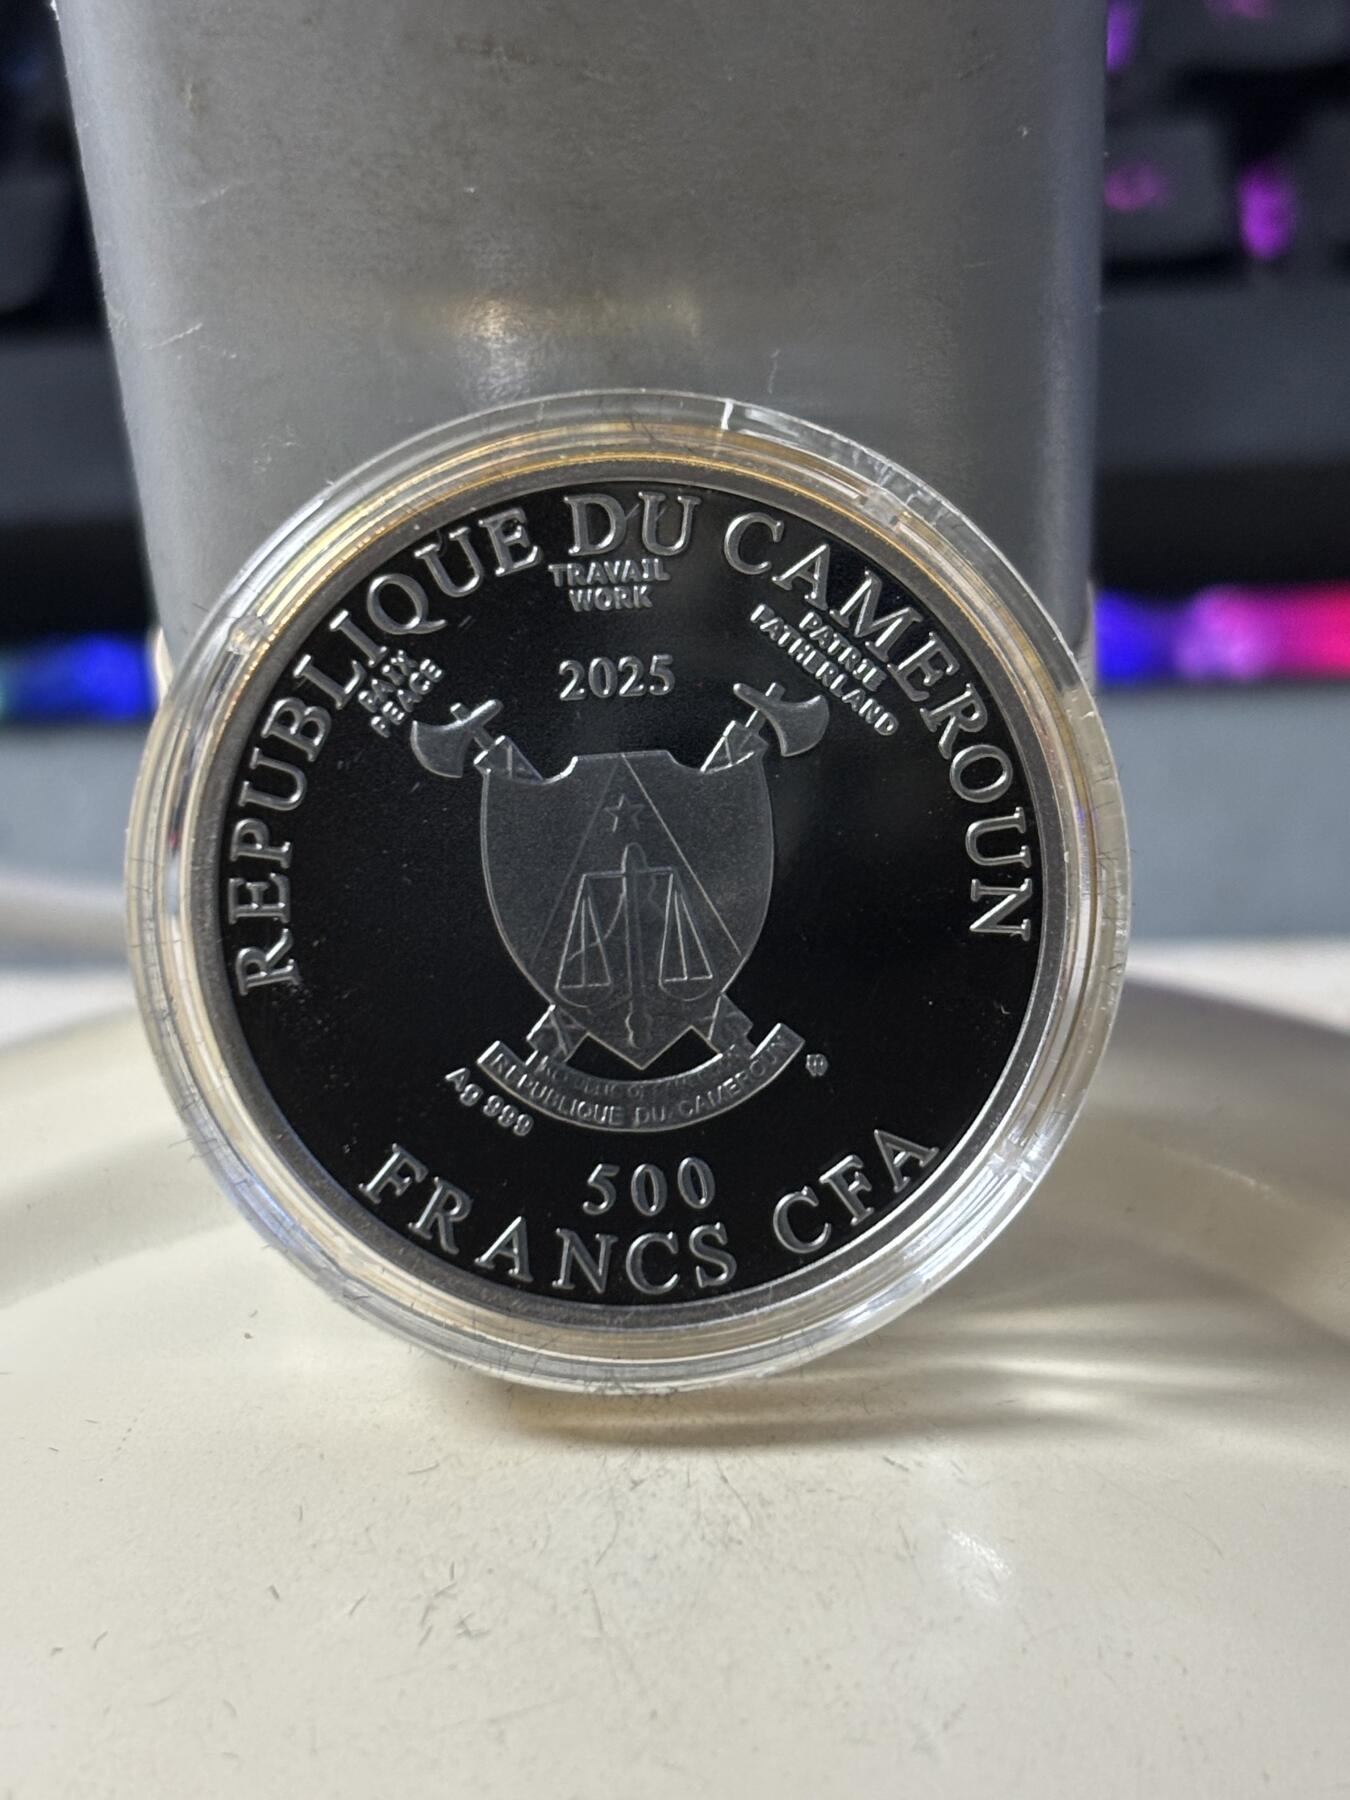 REPUBLIQUE DU CAMEROUN
TRAVAIL
WORK
PAIX
PEACE
PATRIE
FATHERLAND
2025
REPUBLIQUE DU CAMEROUN
Ag 999
500
FRANCS CFA